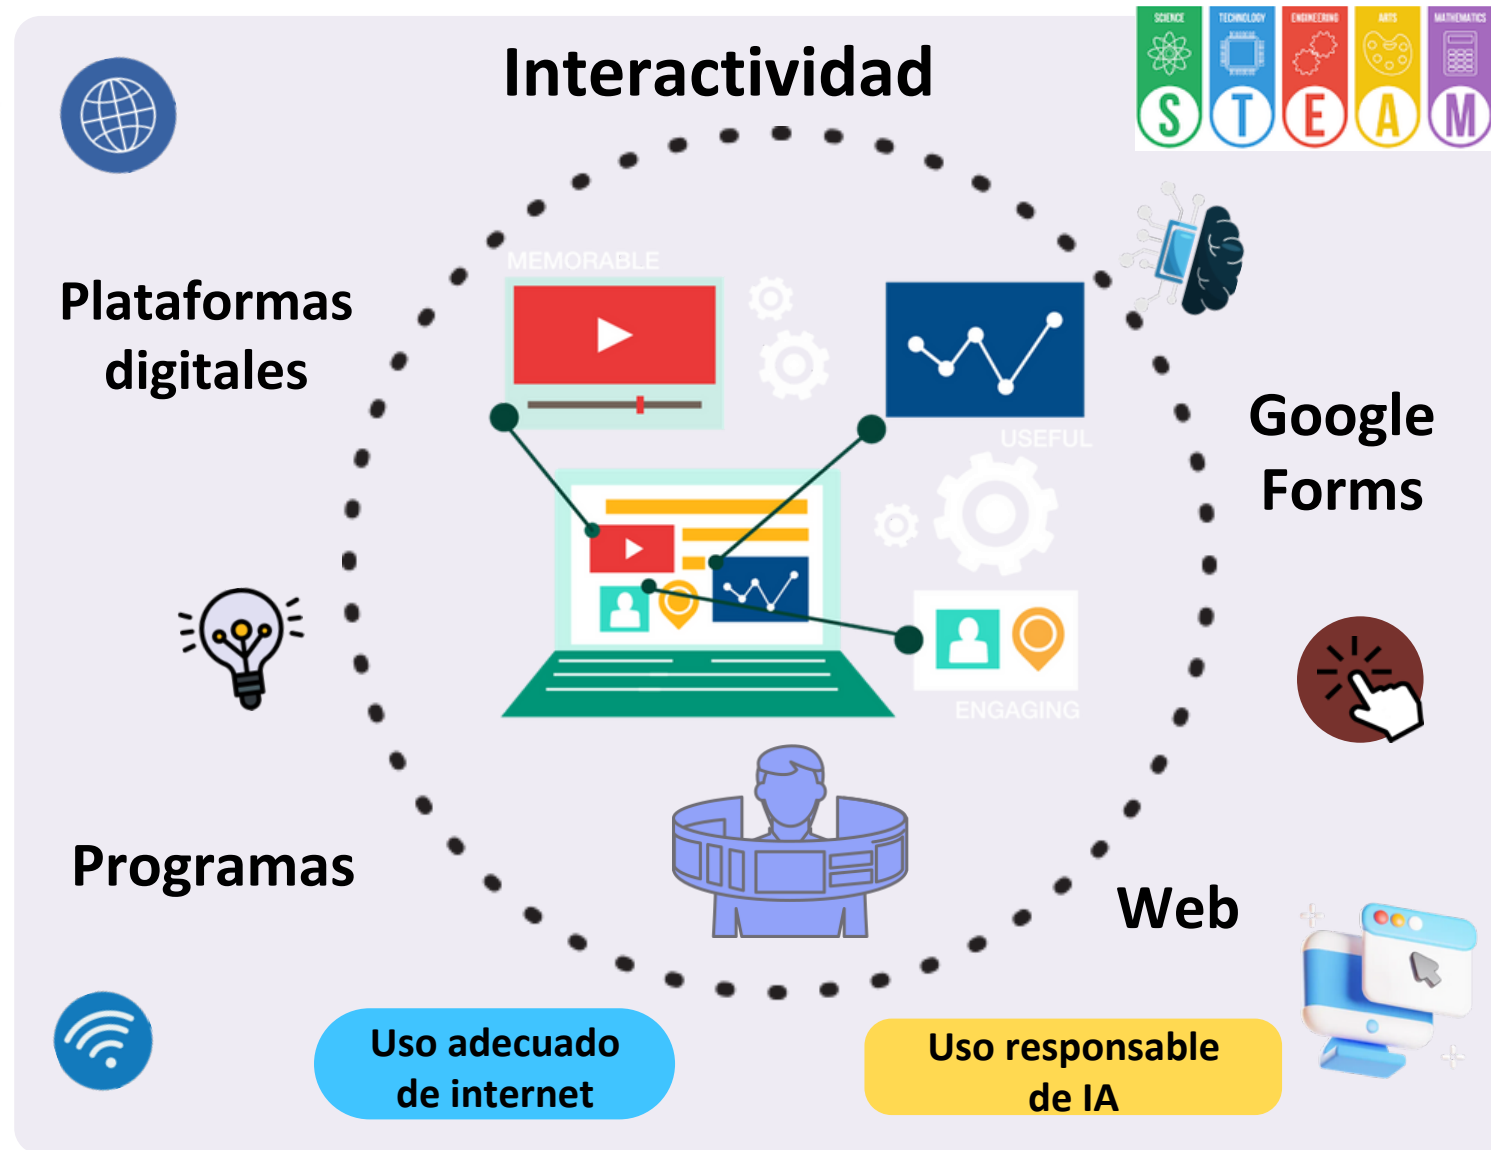 Interactividad
SCIENCE
TECHNOLOGY
ENGINEERING
ARTS
MATHEMATICS
S T E A M
MEMORABLE
Plataformas
digitales
USEFUL
Google
Forms
ENGAGING
Programas
Web
Uso adecuado
de internet
Uso responsable
de IA